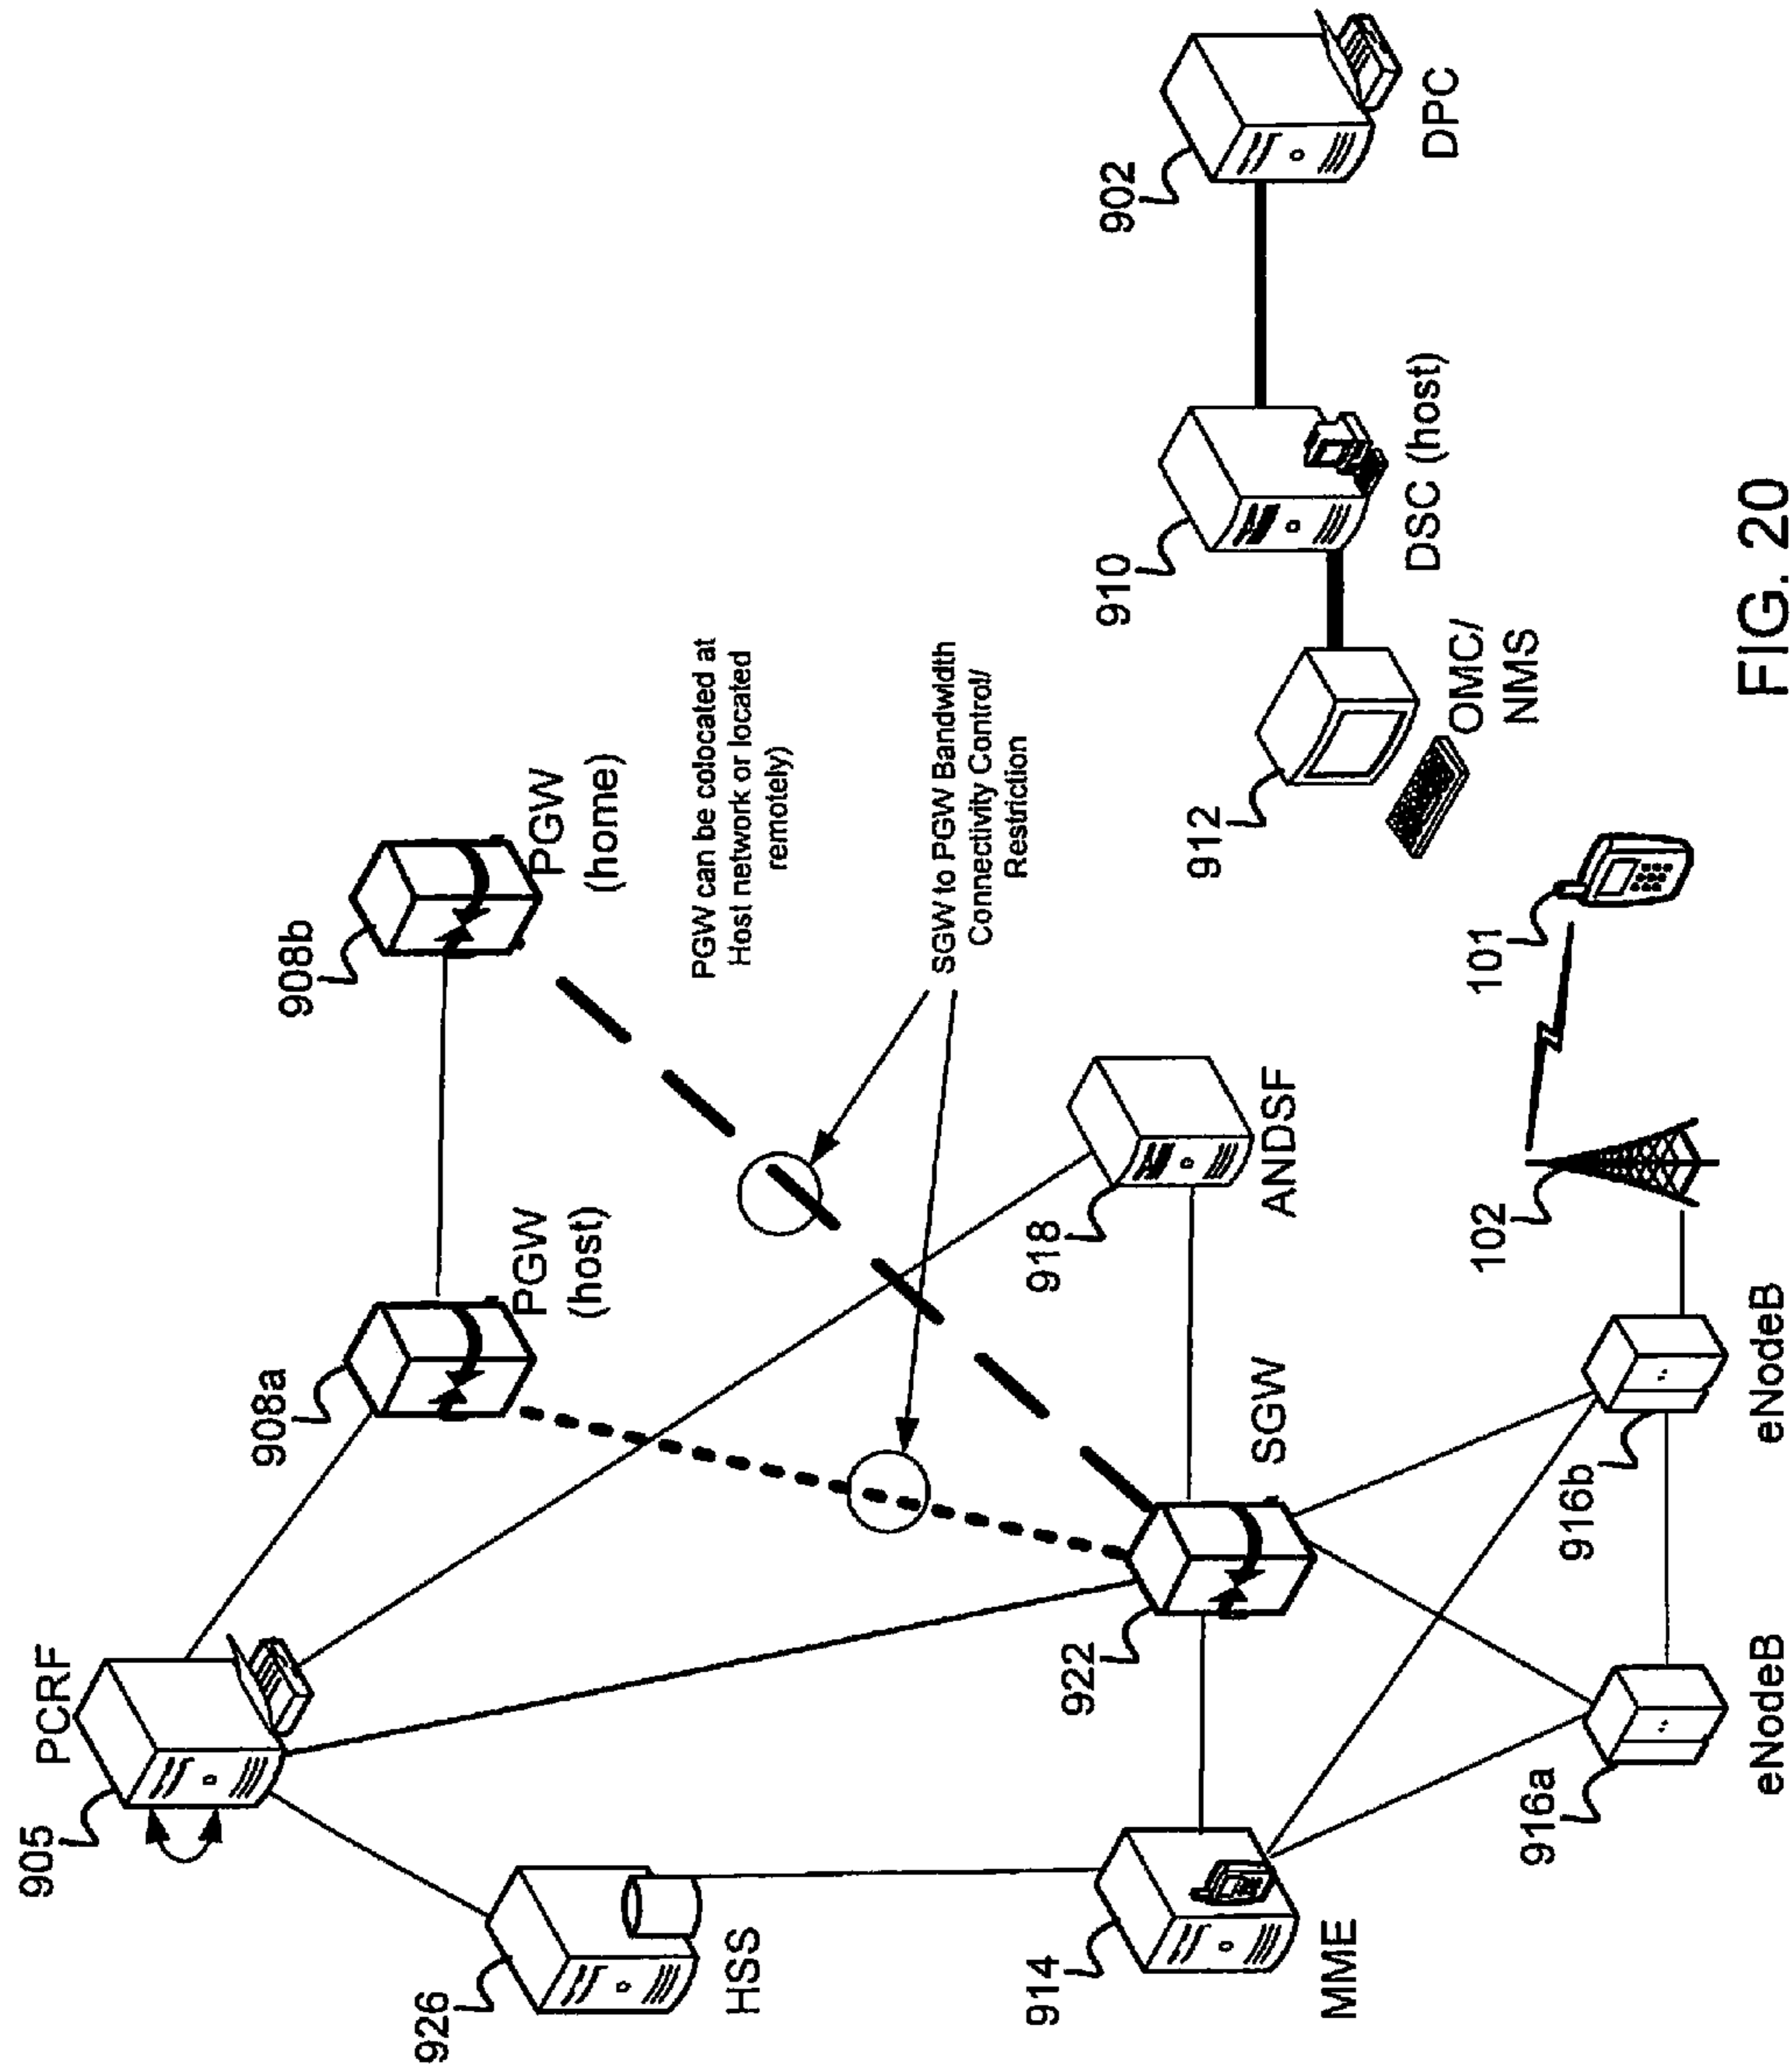 905
PCRF
908a
PGW
(host)
908b
PGW
(home)
926
HSS
PGW can be colocated at
Host network or located
remotely)
SGW to PGW Bandwidth
Connectivity Control/
Restriction
914
MME
922
SGW
918
ANDSF
912
OMC/
NMS
910
DSC (host)
902
DPC
916a
eNodeB
916b
eNodeB
102
101
FIG. 20